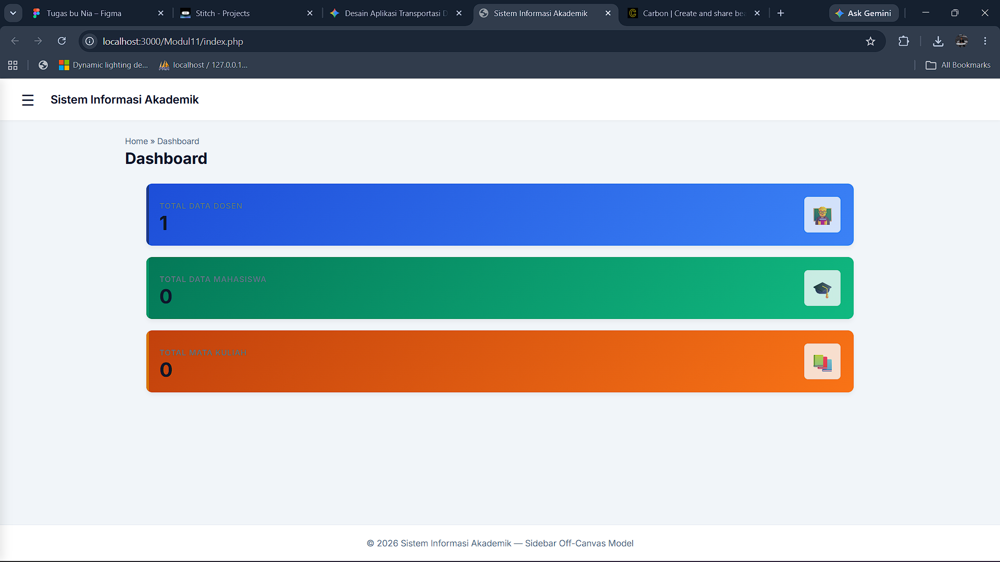 Tugas bu Nia – Figma
Stitch - Projects
Desain Aplikasi Transportasi D
Sistem Informasi Akademik
Carbon | Create and share bea
Ask Gemini
localhost:3000/Modul11/index.php
Dynamic lighting de...
localhost / 127.0.0.1...
All Bookmarks
Sistem Informasi Akademik
Home » Dashboard
Dashboard
TOTAL DATA DOSEN
1
TOTAL DATA MAHASISWA
0
TOTAL MATA KULIAH
0
© 2026 Sistem Informasi Akademik — Sidebar Off-Canvas Model